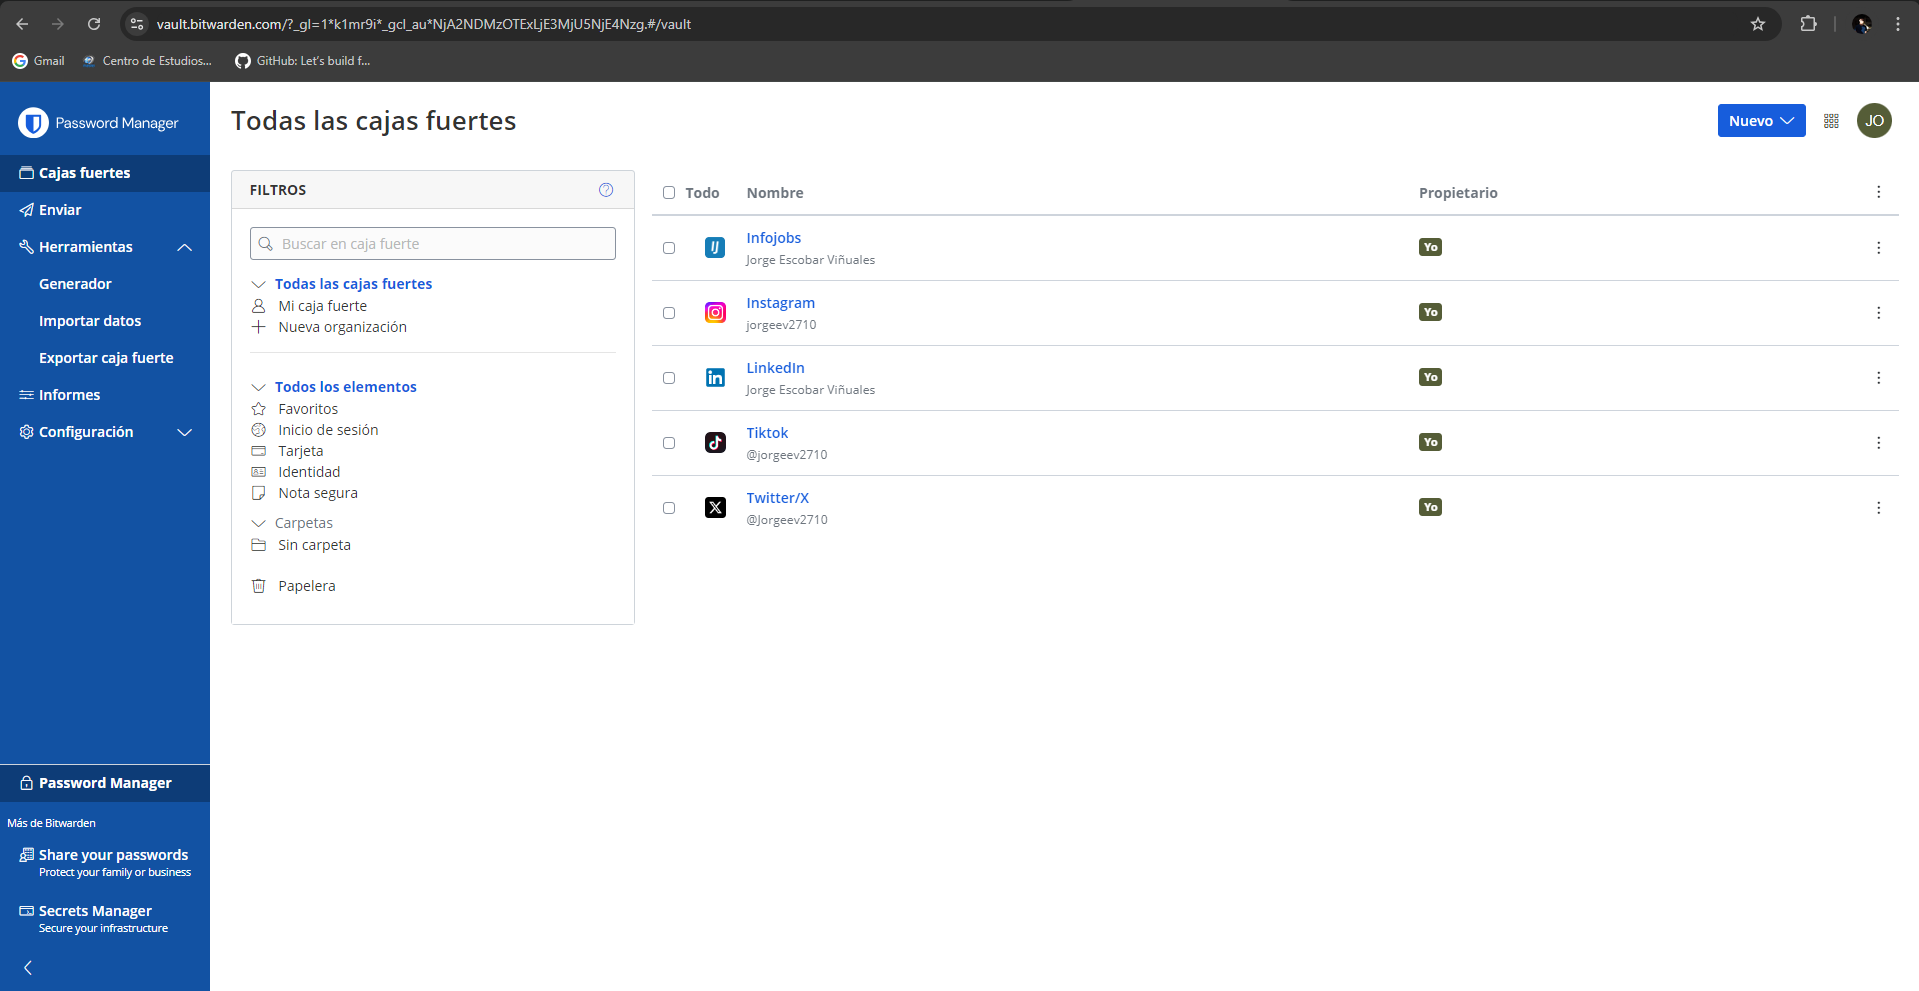 vault.bitwarden.com/?_gl=1*k1mr9i*_gcl_au*NjA2NDMzOTExLjE3MjU5NjE4Nzg.#/vault
Gmail
Centro de Estudios...
GitHub: Let's build f...
Password Manager
Cajas fuertes
Enviar
Herramientas
Generador
Importar datos
Exportar caja fuerte
Informes
Configuración
Password Manager
Más de Bitwarden
Share your passwords
Protect your family or business
Secrets Manager
Secure your infrastructure
Todas las cajas fuertes
Nuevo
JO
FILTROS
Buscar en caja fuerte
Todas las cajas fuertes
Mi caja fuerte
Nueva organización
Todos los elementos
Favoritos
Inicio de sesión
Tarjeta
Identidad
Nota segura
Carpetas
Sin carpeta
Papelera
Todo Nombre Propietario
Infojobs
Jorge Escobar Viñuales
Yo
Instagram
jorgeev2710
Yo
LinkedIn
Jorge Escobar Viñuales
Yo
Tiktok
@jorgeev2710
Yo
Twitter/X
@Jorgeev2710
Yo